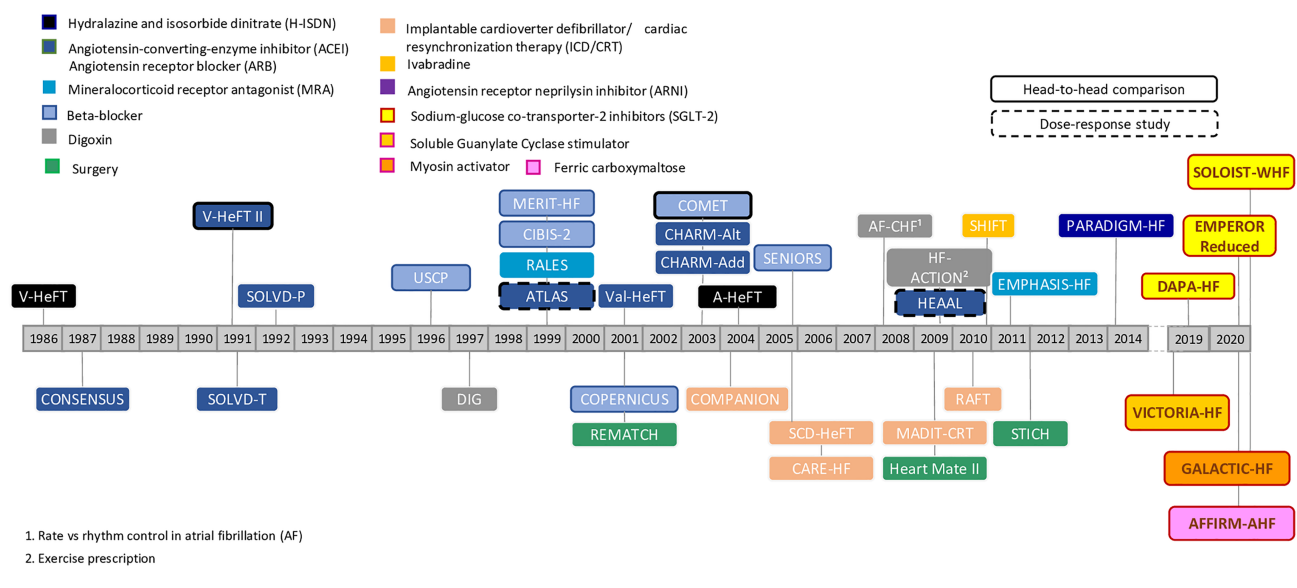 Hydralazine and isosorbide dinitrate (H-ISDN)
Angiotensin-converting-enzyme inhibitor (ACEI)
Angiotensin receptor blocker (ARB)
Mineralocorticoid receptor antagonist (MRA)
Beta-blocker
Digoxin
Surgery
Implantable cardioverter defibrillator/ cardiac
resynchronization therapy (ICD/CRT)
Ivabradine
Angiotensin receptor neprilysin inhibitor (ARNI)
Sodium-glucose co-transporter-2 inhibitors (SGLT-2)
Soluble Guanylate Cyclase stimulator
Myosin activator
Ferric carboxymaltose
Head-to-head comparison
Dose-response study
SOLOIST-WHF
V-HeFT II
MERIT-HF
COMET
AF-CHF¹
SHIFT
PARADIGM-HF
EMPEROR
Reduced
CIBIS-2
CHARM-Alt
USCP
RALES
CHARM-Add
SENIORS
HF-
ACTION²
EMPHASIS-HF
DAPA-HF
V-HeFT
SOLVD-P
ATLAS
Val-HeFT
A-HeFT
HEAAL
1986 1987 1988 1989 1990 1991 1992 1993 1994 1995 1996 1997 1998 1999 2000 2001 2002 2003 2004 2005 2006 2007 2008 2009 2010 2011 2012 2013 2014 2019 2020
CONSENSUS
SOLVD-T
DIG
COPERNICUS
COMPANION
RAFT
VICTORIA-HF
REMATCH
SCD-HeFT
MADIT-CRT
STICH
CARE-HF
Heart Mate II
GALACTIC-HF
AFFIRM-AHF
1. Rate vs rhythm control in atrial fibrillation (AF)
2. Exercise prescription